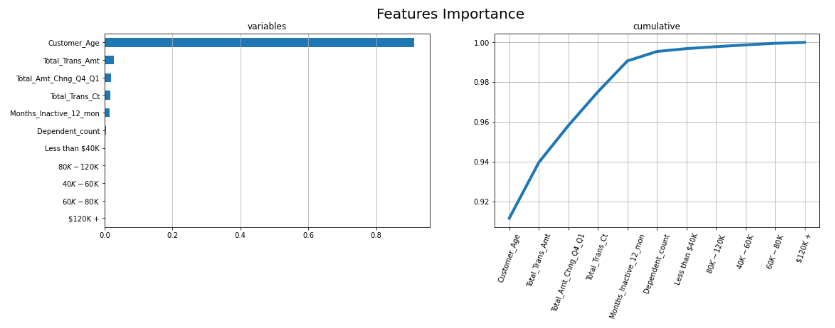 Features Importance
variables
Customer_Age
Total_Trans_Amt
Total_Amt_Chng_Q4_Q1
Total_Trans_Ct
Months_Inactive_12_mon
Dependent_count
Less than $40K
80K - 120K
40K - 60K
60K - 80K
$120K +
0.0 0.2 0.4 0.6 0.8
cumulative
1.00
0.98
0.96
0.94
0.92
Customer_Age
Total_Trans_Amt
Total_Amt_Chng_Q4_Q1
Total_Trans_Ct
Months_Inactive_12_mon
Dependent_count
Less than $40K
80K - 120K
40K - 60K
60K - 80K
$120K +